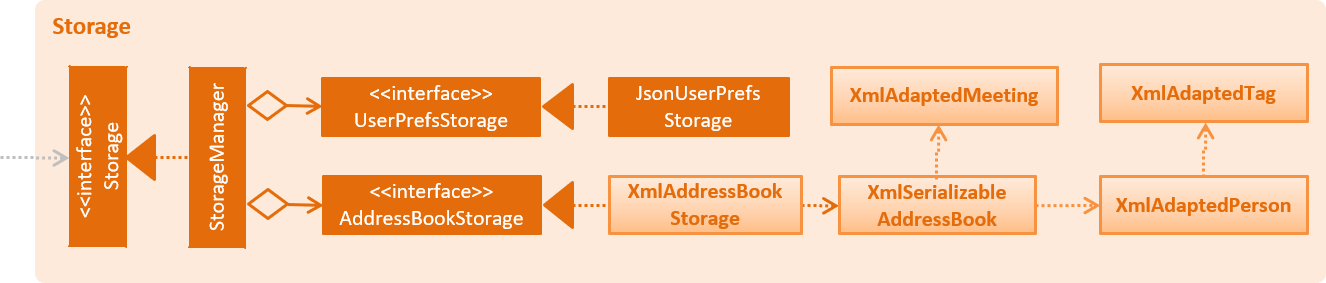 Storage
<<interface>>
Storage
StorageManager
<<interface>>
UserPrefsStorage
JsonUserPrefs
Storage
XmlAdaptedMeeting
XmlAdaptedTag
<<interface>>
AddressBookStorage
XmlAddressBook
Storage
XmlSerializable
AddressBook
XmlAdaptedPerson